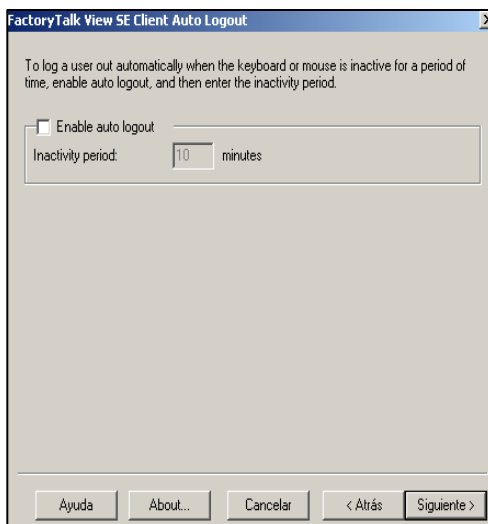 FactoryTalk View SE Client Auto Logout
To log a user out automatically when the keyboard or mouse is inactive for a period of
time, enable auto logout, and then enter the inactivity period.
Enable auto logout
Inactivity period: 10 minutes
Ayuda About... Cancelar < Atrás Siguiente >